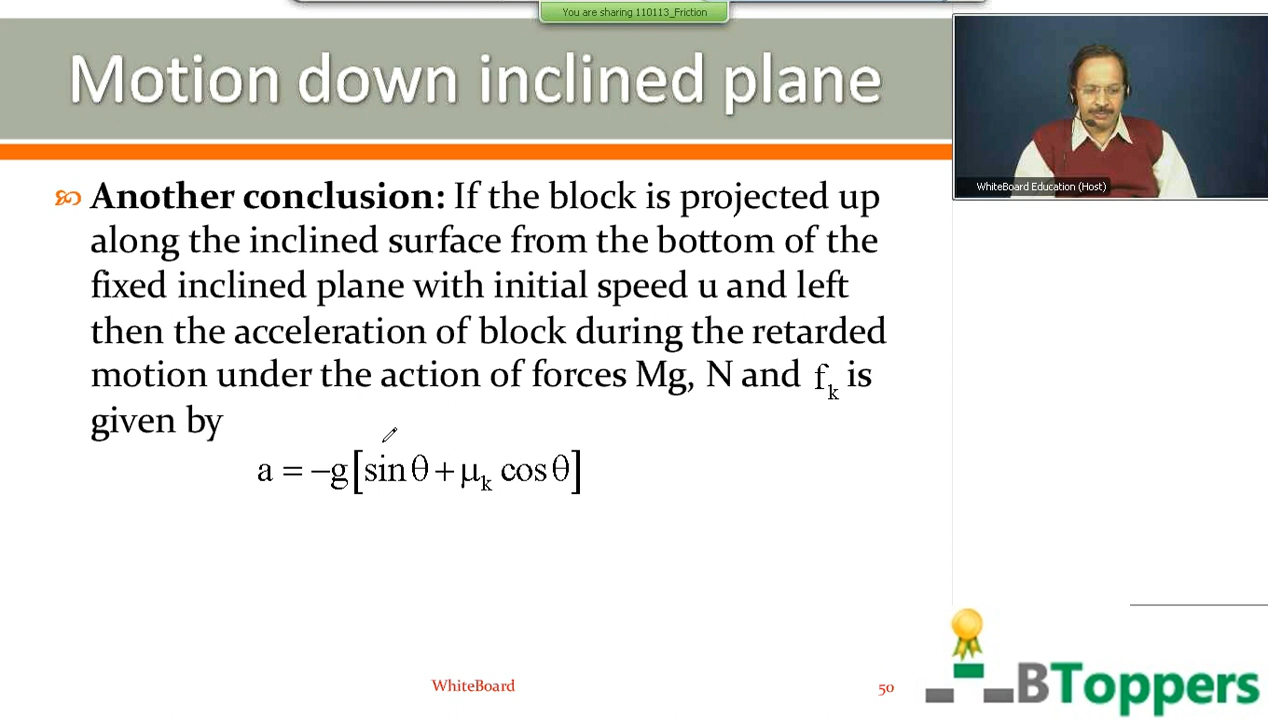 You are sharing 110113_Friction
Motion down inclined plane
WhiteBoard Education (Host)
Another conclusion: If the block is projected up
along the inclined surface from the bottom of the
fixed inclined plane with initial speed u and left
then the acceleration of block during the retarded
motion under the action of forces Mg, N and fₖ is
given by
a = −g[sin θ + μₖ cos θ]
WhiteBoard
50
BToppers